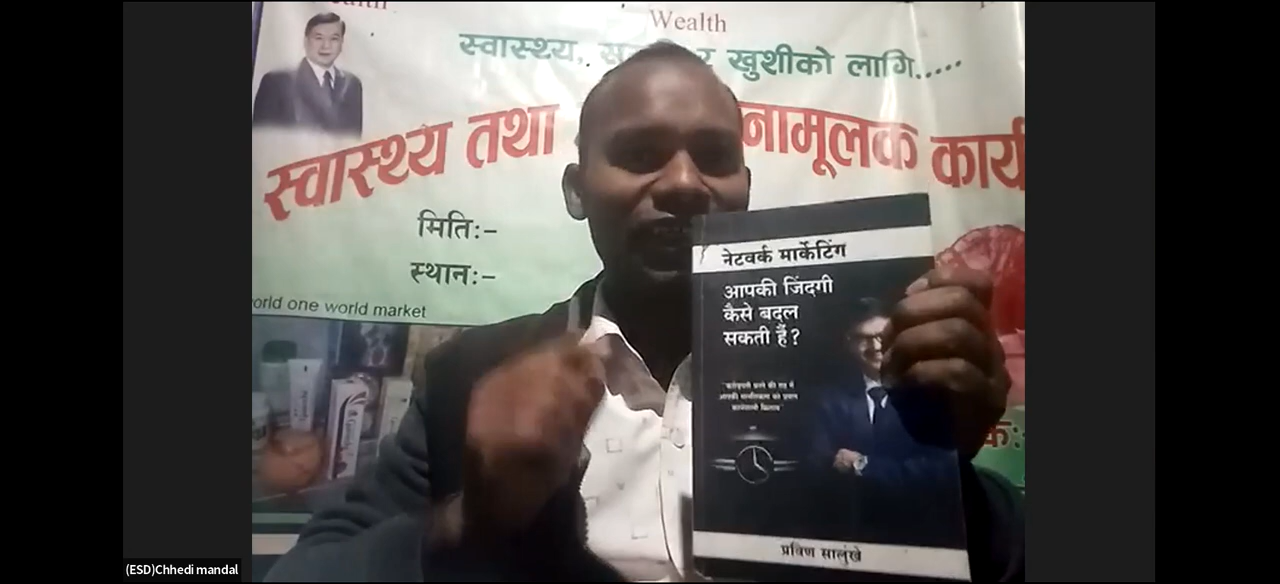 Wealth
स्वास्थ्य, र खुशीको लागि.....
स्वास्थ्य तथा नामूलक कार्य
मिति:-
स्थान:-
orld one world market
नेटवर्क मार्केटिंग
आपकी जिंदगी
कैसे बदल
सकती हैं?
प्रविण सालुंखे
(ESD)Chhedi mandal